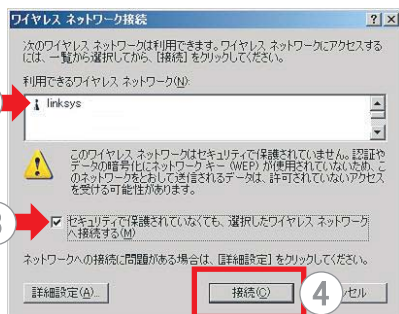 ワイヤレス ネットワーク接続
次のワイヤレス ネットワークは利用できます。ワイヤレス ネットワークにアクセスする
には、一覧から選択してから、[接続] をクリックしてください。
利用できるワイヤレス ネットワーク(N):
linksys
このワイヤレス ネットワークはセキュリティで保護されていません。認証や
データの暗号化にネットワーク キー (WEP) が使用されていないため、こ
のネットワークをとおして送信されるデータは、許可されていないアクセス
を受ける可能性があります。
3
セキュリティで保護されていなくても、選択したワイヤレス ネットワーク
へ接続する(M)
ネットワークへの接続に問題がある場合は、[詳細設定] をクリックしてください。
詳細設定(A)...
接続(C)
4
セル